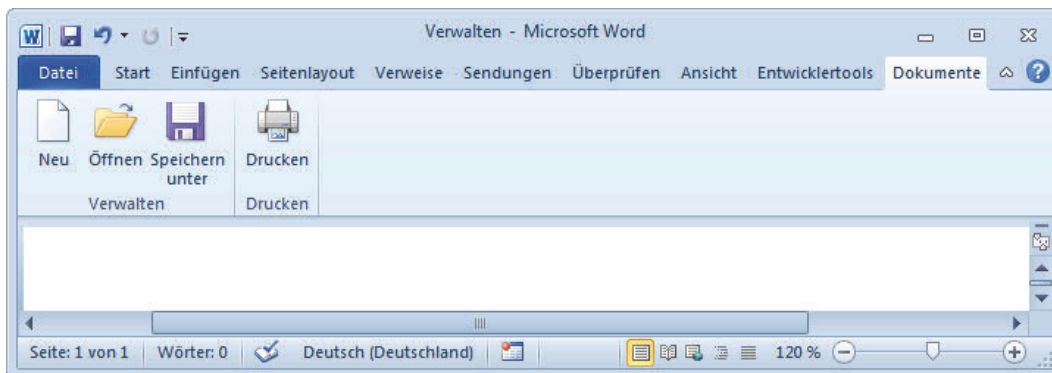 W
Verwalten - Microsoft Word
Datei Start Einfügen Seitenlayout Verweise Sendungen Überprüfen Ansicht Entwicklertools Dokumente ?
Neu Öffnen Speichern unter Drucken
Verwalten Drucken
Seite: 1 von 1 Wörter: 0 Deutsch (Deutschland) 120 %